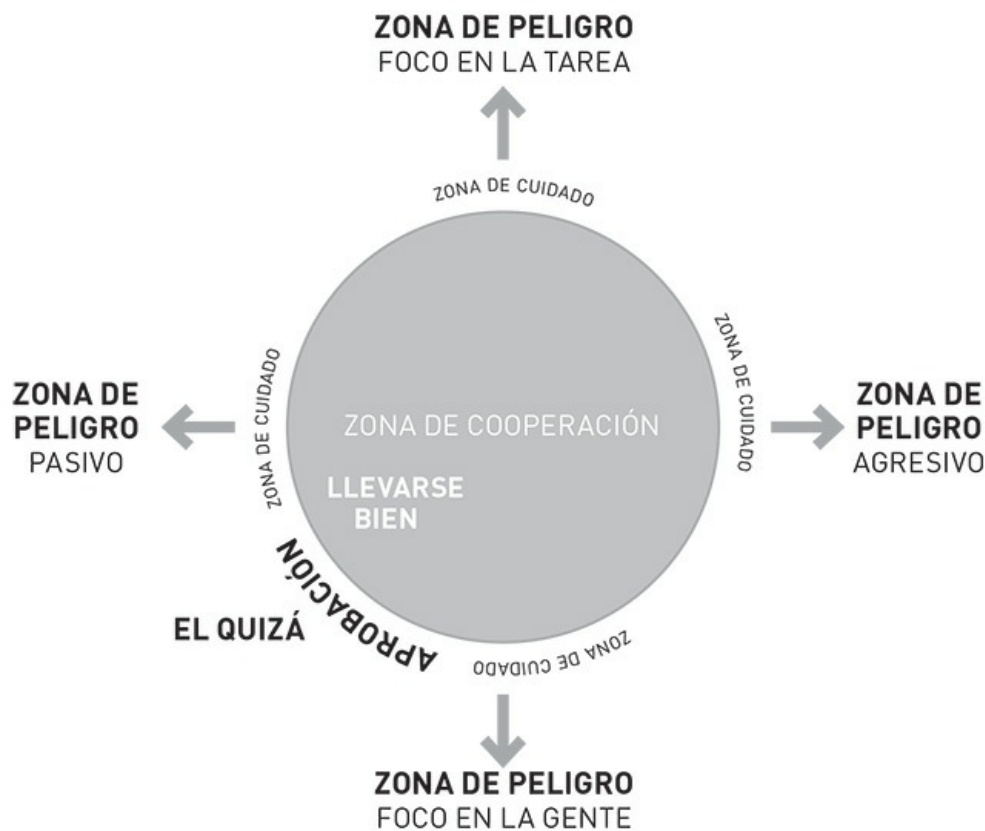 ZONA DE PELIGRO
FOCO EN LA TAREA
ZONA DE CUIDADO
ZONA DE CUIDADO
ZONA DE CUIDADO
ZONA DE
PELIGRO
PASIVO
ZONA DE COOPERACIÓN
ZONA DE
PELIGRO
AGRESIVO
LLEVARSE
BIEN
APROBACIÓN
EL QUIZÁ
ZONA DE CUIDADO
ZONA DE PELIGRO
FOCO EN LA GENTE